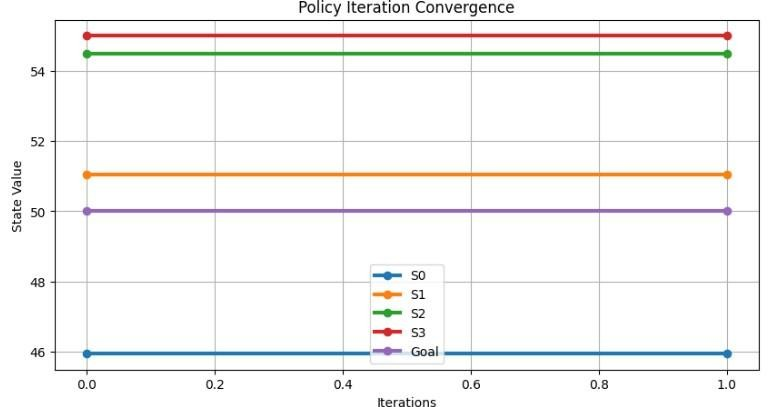 Policy Iteration Convergence
54
52
50
48
46
State Value
S0
S1
S2
S3
Goal
0.0 0.2 0.4 0.6 0.8 1.0
Iterations